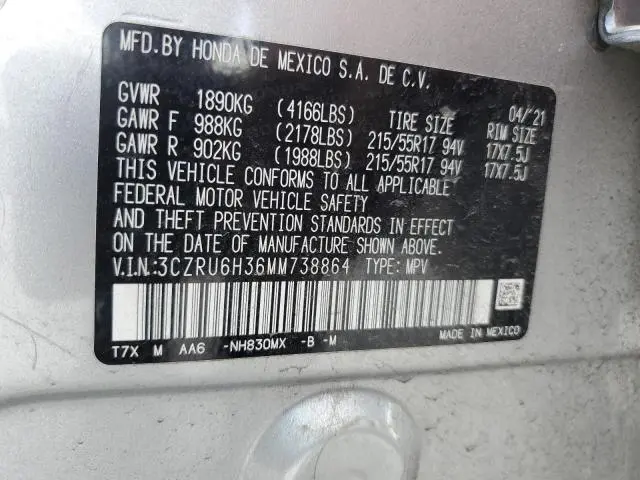 MFD.BY HONDA DE MEXICO S.A. DE C.V.
04/'21
GVWR 1890KG (4166LBS) TIRE SIZE RIM SIZE
GAWR F 988KG (2178LBS) 215/55R17 94V 17X7.5J
GAWR R 902KG (1988LBS) 215/55R17 94V 17X7.5J
THIS VEHICLE CONFORMS TO ALL APPLICABLE
FEDERAL MOTOR VEHICLE SAFETY
AND THEFT PREVENTION STANDARDS IN EFFECT
ON THE DATE OF MANUFACTURE SHOWN ABOVE.
V.I.N.:3CZRU6H36MM738864 TYPE: MPV
T7X M AA6 -NH830MX -B -M MADE IN MEXICO